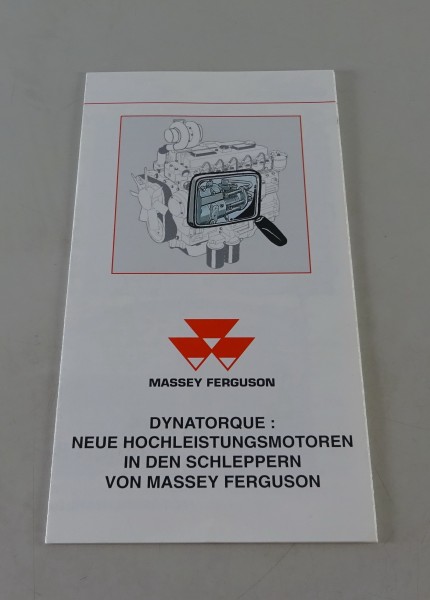 MASSEY FERGUSON
DYNATORQUE :
NEUE HOCHLEISTUNGSMOTOREN
IN DEN SCHLEPPERN
VON MASSEY FERGUSON